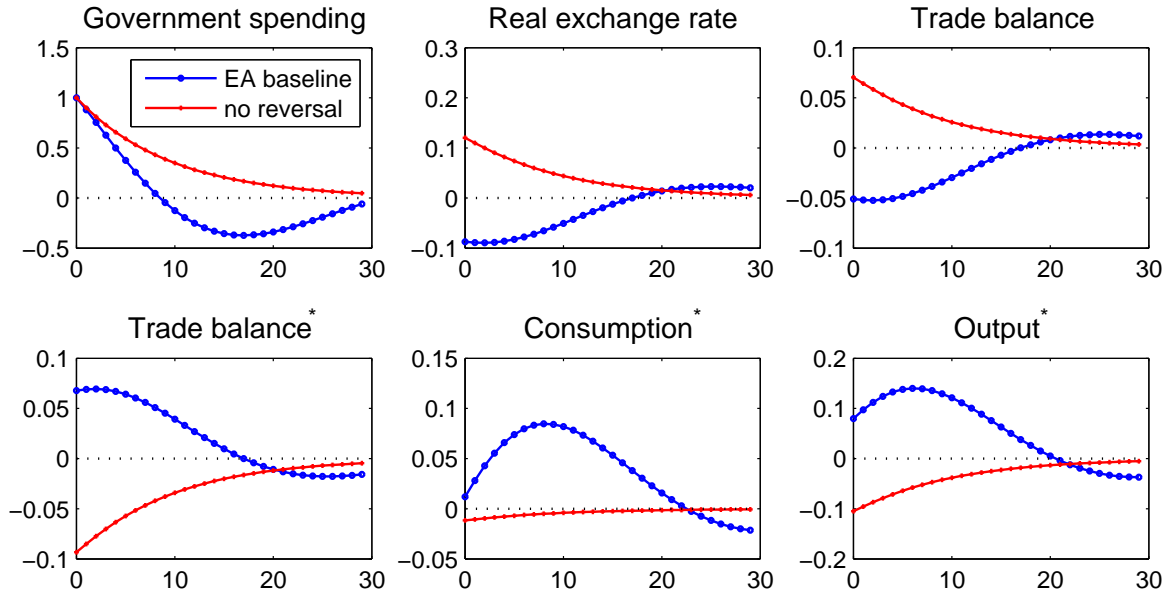 Government spending
Real exchange rate
Trade balance
1.5
1
0.5
0
−0.5
0 10 20 30
EA baseline
no reversal
0.3
0.2
0.1
0
−0.1
0 10 20 30
0.1
0.05
0
−0.05
−0.1
0 10 20 30
Trade balance*
Consumption*
Output*
0.1
0.05
0
−0.05
−0.1
0 10 20 30
0.15
0.1
0.05
0
−0.05
0 10 20 30
0.2
0.1
0
−0.1
−0.2
0 10 20 30